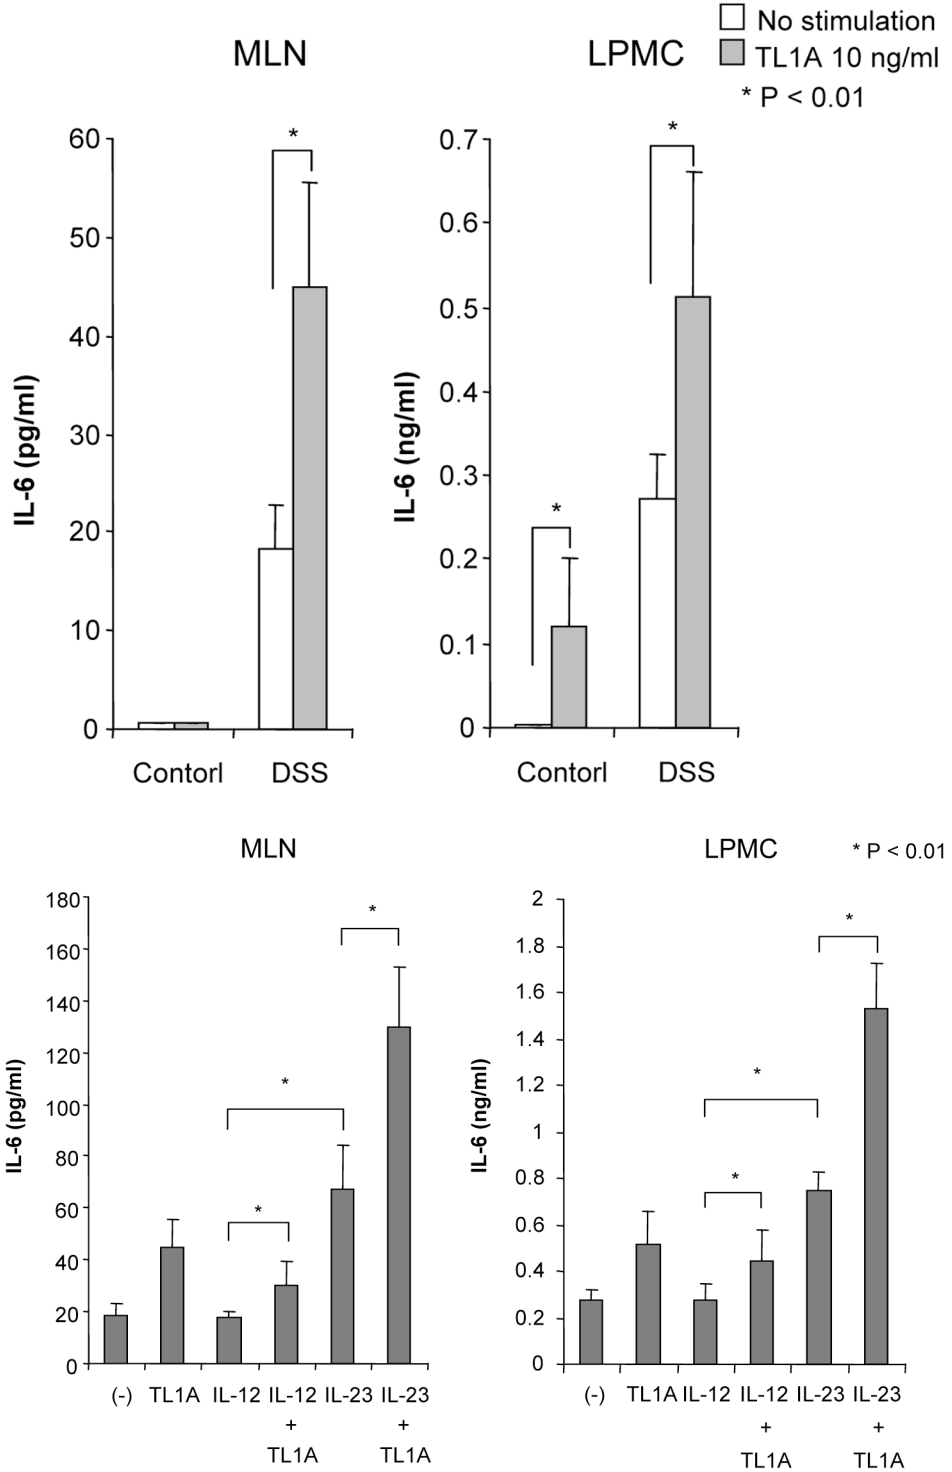 No stimulation
MLN
LPMC
TL1A 10 ng/ml
* P < 0.01
*
60
50
40
30
20
10
0
IL-6 (pg/ml)
Contorl
DSS
*
*
0.7
0.6
0.5
0.4
0.3
0.2
0.1
0
IL-6 (ng/ml)
Contorl
DSS
MLN
LPMC
* P < 0.01
*
*
*
180
160
140
120
100
80
60
40
20
0
IL-6 (pg/ml)
(-) TL1A IL-12 IL-12 IL-23 IL-23
+ +
TL1A TL1A
*
*
*
2
1.8
1.6
1.4
1.2
1
0.8
0.6
0.4
0.2
0
IL-6 (ng/ml)
(-) TL1A IL-12 IL-12 IL-23 IL-23
+ +
TL1A TL1A